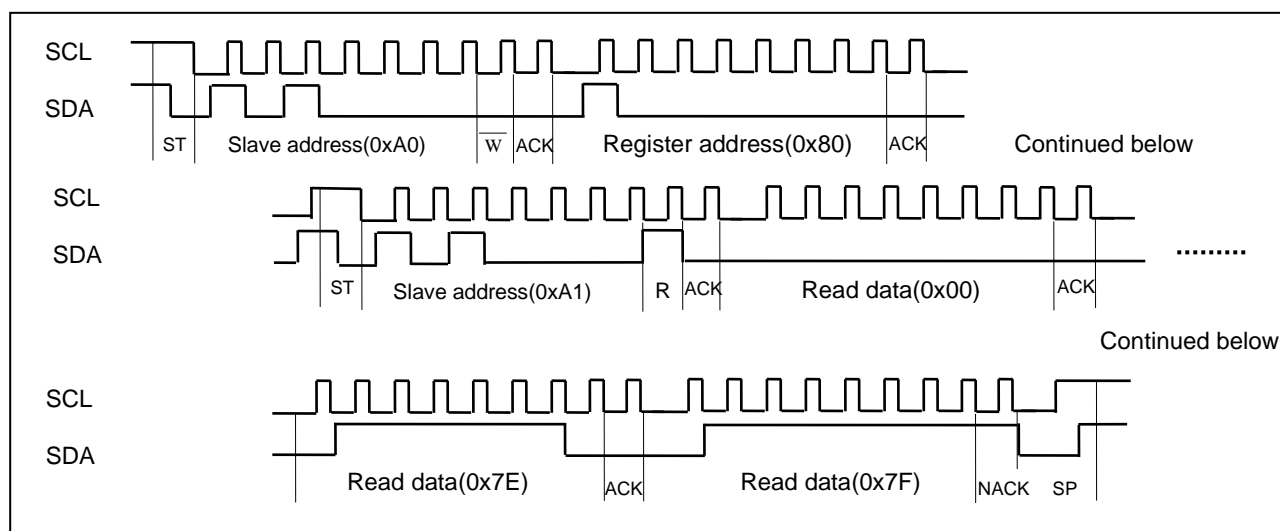 SCL
SDA
ST Slave address(0xA0) W̅ ACK Register address(0x80) ACK Continued below
SCL
SDA .........
ST Slave address(0xA1) R ACK Read data(0x00) ACK
Continued below
SCL
SDA
Read data(0x7E) ACK Read data(0x7F) NACK SP